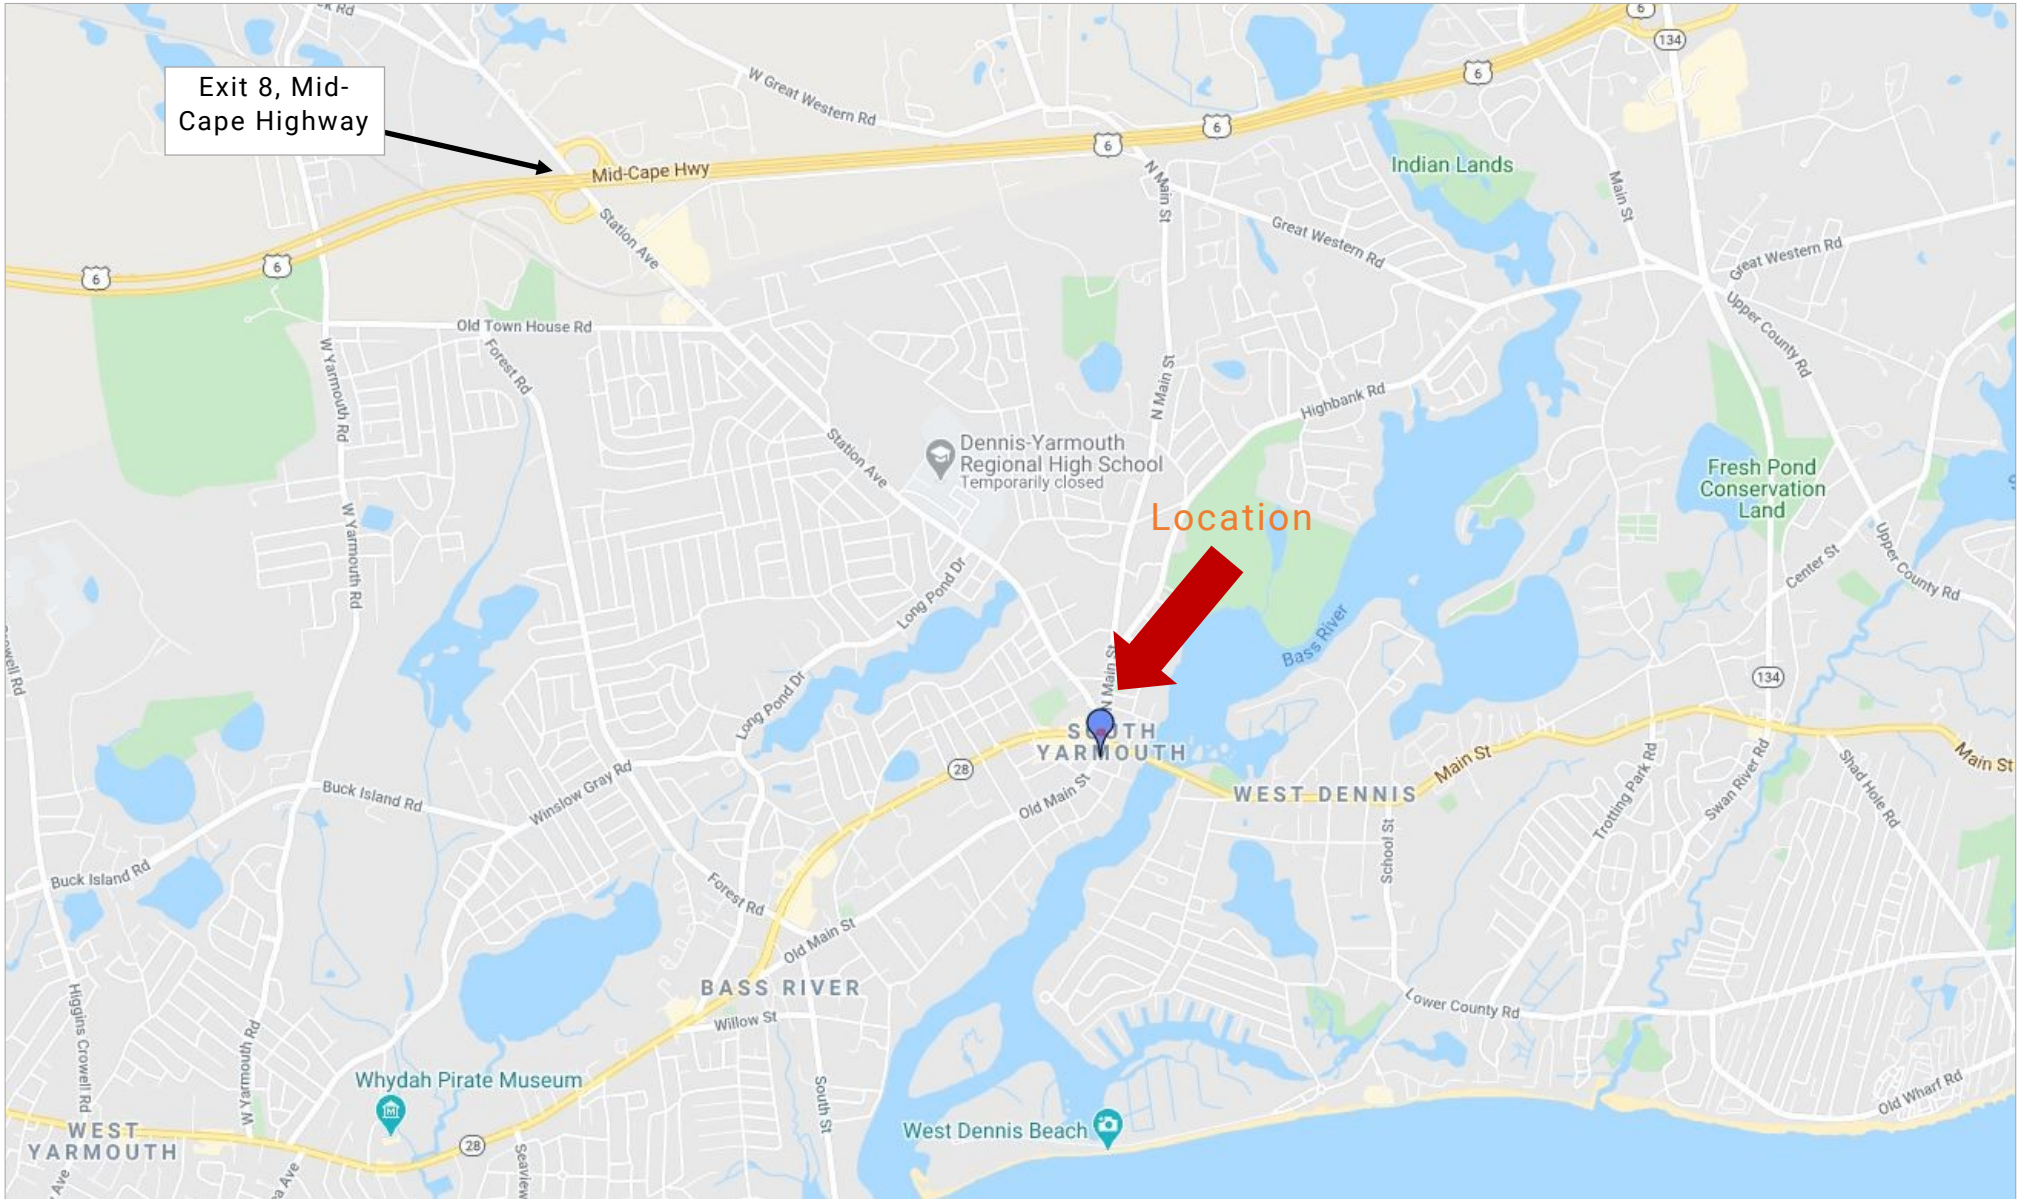 k Rd
6
134
Exit 8, Mid-
Cape Highway
W Great Western Rd
6
6
6
Mid-Cape Hwy
Indian Lands
N Main St
Main St
Station Ave
Great Western Rd
Great Western Rd
6
6
Upper County Rd
Old Town House Rd
Forest Rd
W Yarmouth Rd
N Main St
Highbank Rd
Station Ave
Dennis-Yarmouth
Regional High School
Temporarily closed
Fresh Pond
Conservation
Land
Location
W Yarmouth Rd
Upper County Rd
Center St
Long Pond Dr
Bass River
owell Rd
N Main St
134
Long Pond Dr
SOUTH
YARMOUTH
28
Main St
Main St
Buck Island Rd
Winslow Gray Rd
Old Main St
WEST DENNIS
Trotting Park Rd
Swan River Rd
Shad Hole Rd
School St
Buck Island Rd
Forest Rd
Old Main St
BASS RIVER
Willow St
Lower County Rd
Higgins Crowell Rd
W Yarmouth Rd
Whydah Pirate Museum
South St
Old Wharf Rd
WEST
YARMOUTH
28
Seaview
West Dennis Beach
Ave
a Ave